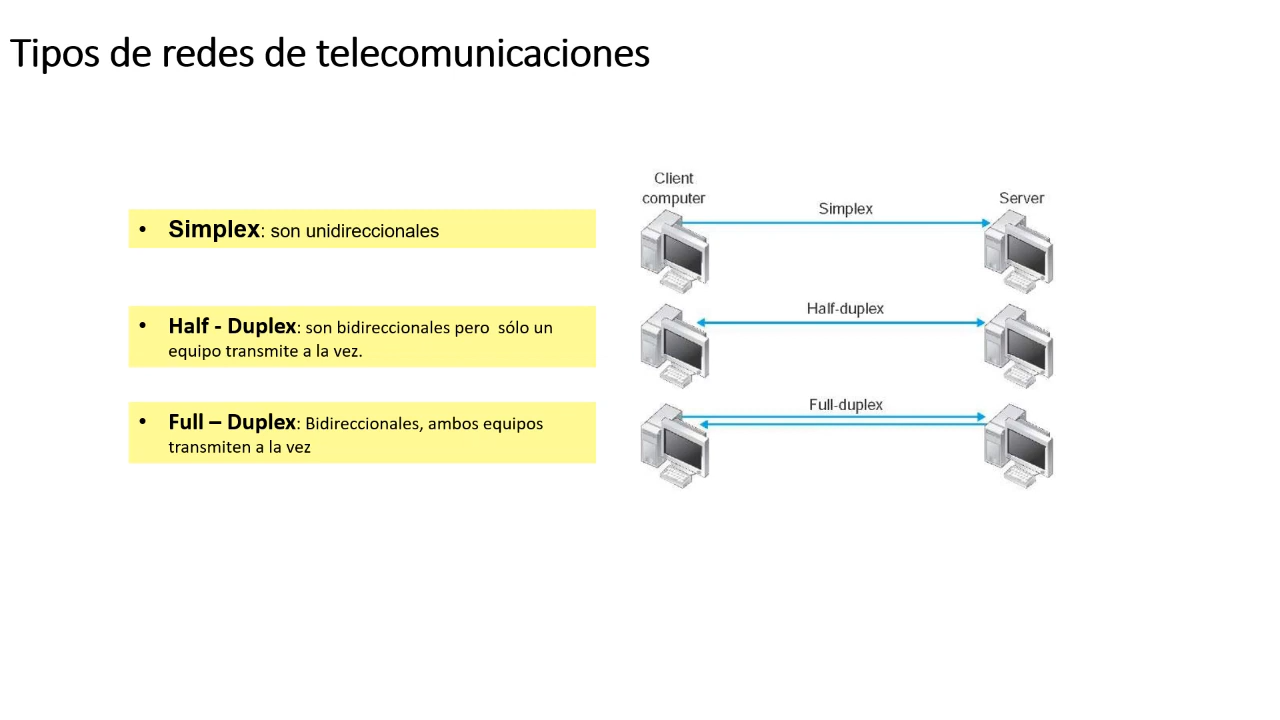 Tipos de redes de telecomunicaciones
• Simplex: son unidireccionales
• Half - Duplex: son bidireccionales pero  sólo un
equipo transmite a la vez.
• Full – Duplex: Bidireccionales, ambos equipos
transmiten a la vez
Client
computer
Simplex
Server
Half-duplex
Full-duplex